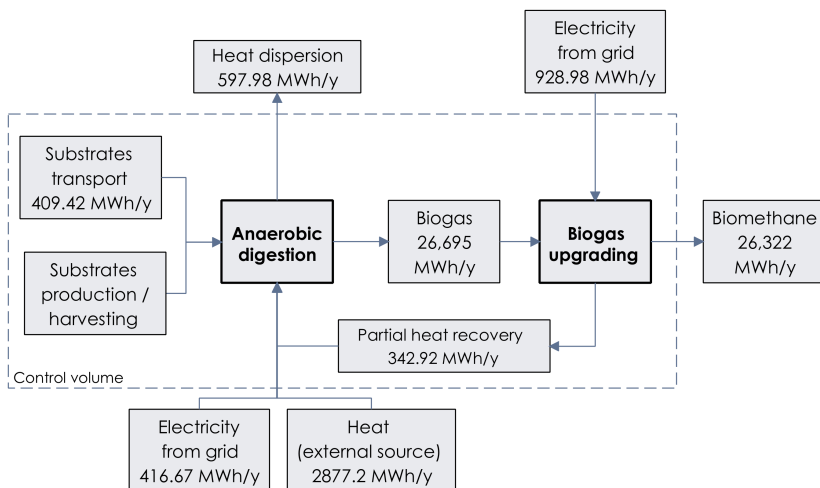 Heat dispersion
597.98 MWh/y
Electricity
from grid
928.98 MWh/y
Substrates
transport
409.42 MWh/y
Substrates
production /
harvesting
Anaerobic
digestion
Biogas
26,695
MWh/y
Biogas
upgrading
Biomethane
26,322
MWh/y
Partial heat recovery
342.92 MWh/y
Control volume
Electricity
from grid
416.67 MWh/y
Heat
(external source)
2877.2 MWh/y